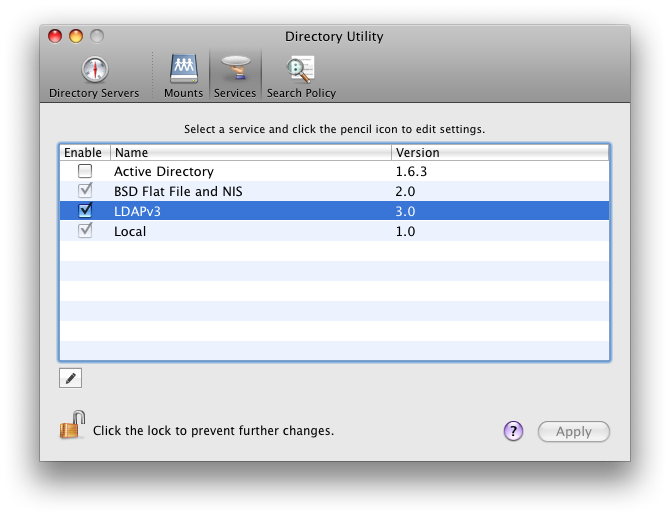 Directory Utility
Directory Servers Mounts Services Search Policy
Select a service and click the pencil icon to edit settings.
Enable Name Version
Active Directory 1.6.3
BSD Flat File and NIS 2.0
LDAPv3 3.0
Local 1.0
Click the lock to prevent further changes. ? Apply